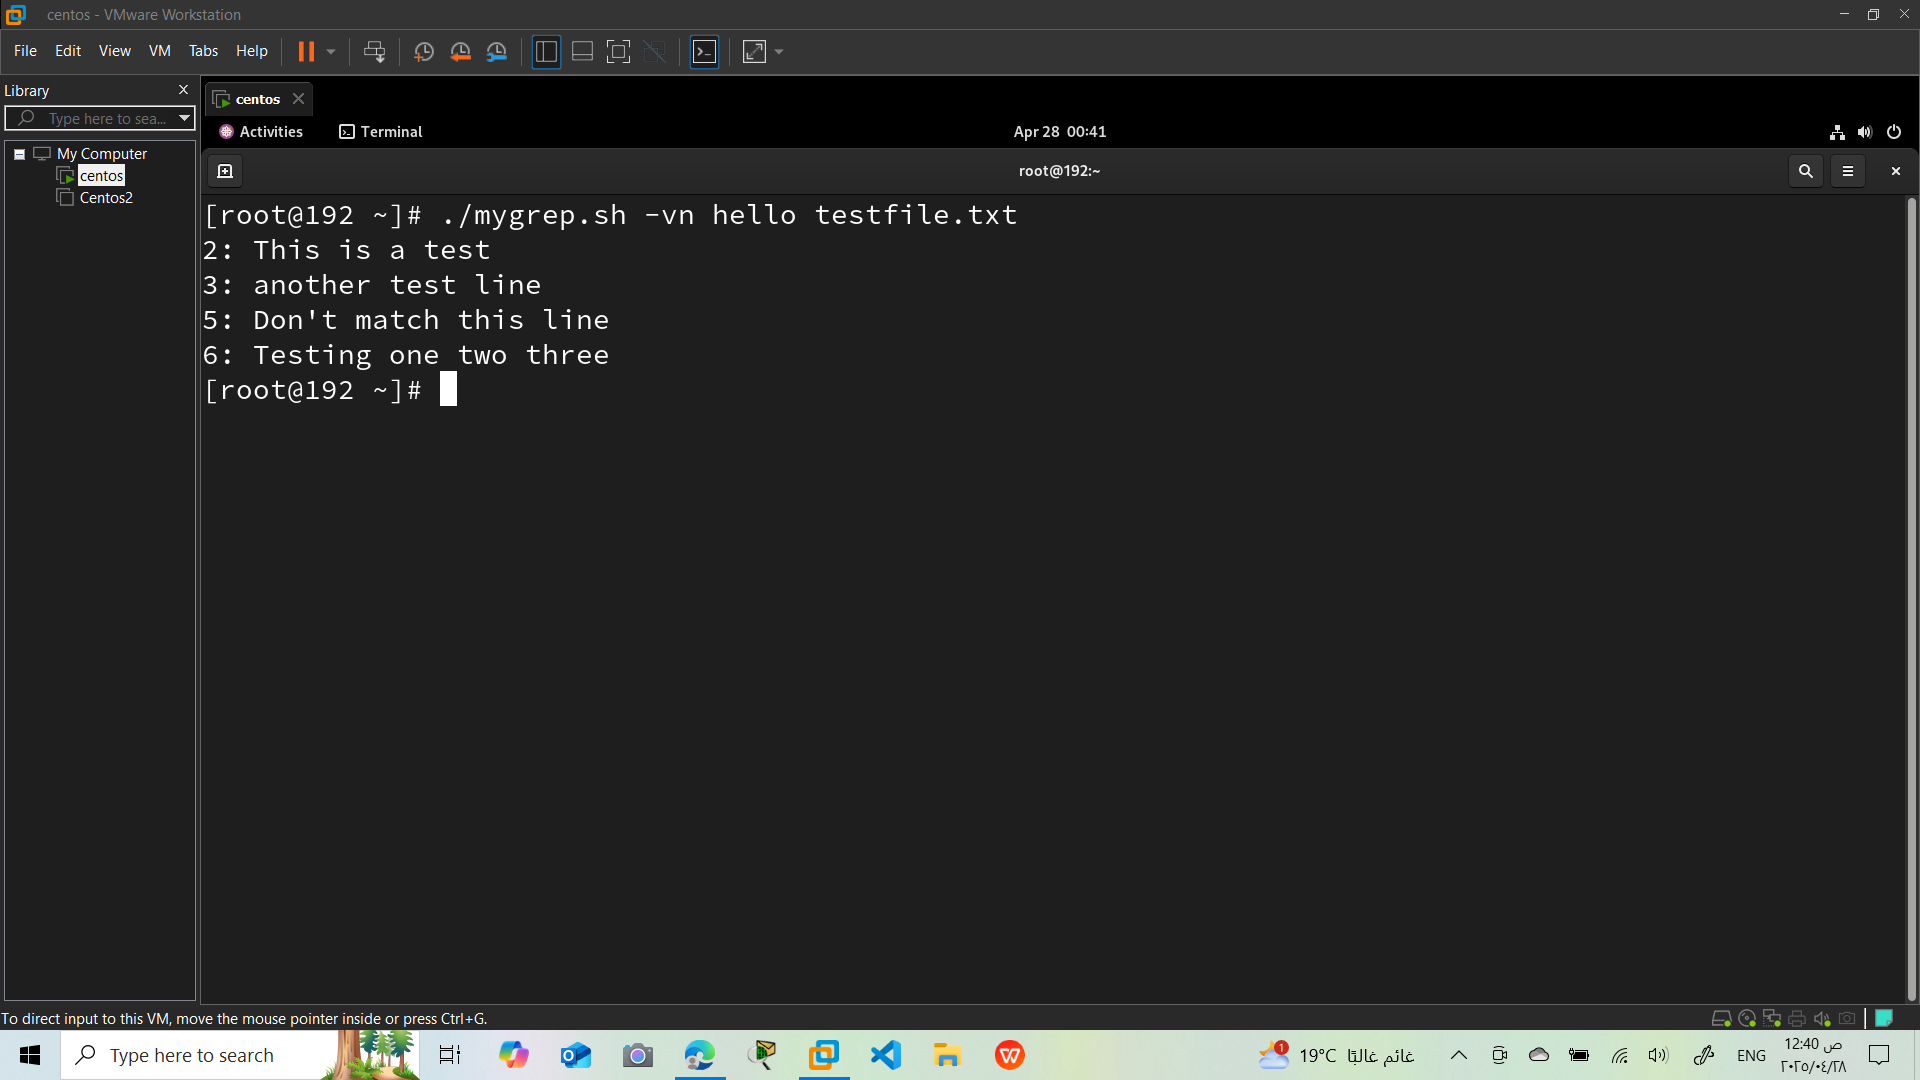 centos - VMware Workstation
File Edit View VM Tabs Help
Library
Type here to sea...
My Computer
centos
Centos2
centos
Activities Terminal Apr 28 00:41
root@192:~
[root@192 ~]# ./mygrep.sh -vn hello testfile.txt
2: This is a test
3: another test line
5: Don't match this line
6: Testing one two three
[root@192 ~]#
To direct input to this VM, move the mouse pointer inside or press Ctrl+G.
Type here to search
1
19°C غائم غالبًا
ENG
12:40 ص
٢٠٢٥/٠٤/٢٨